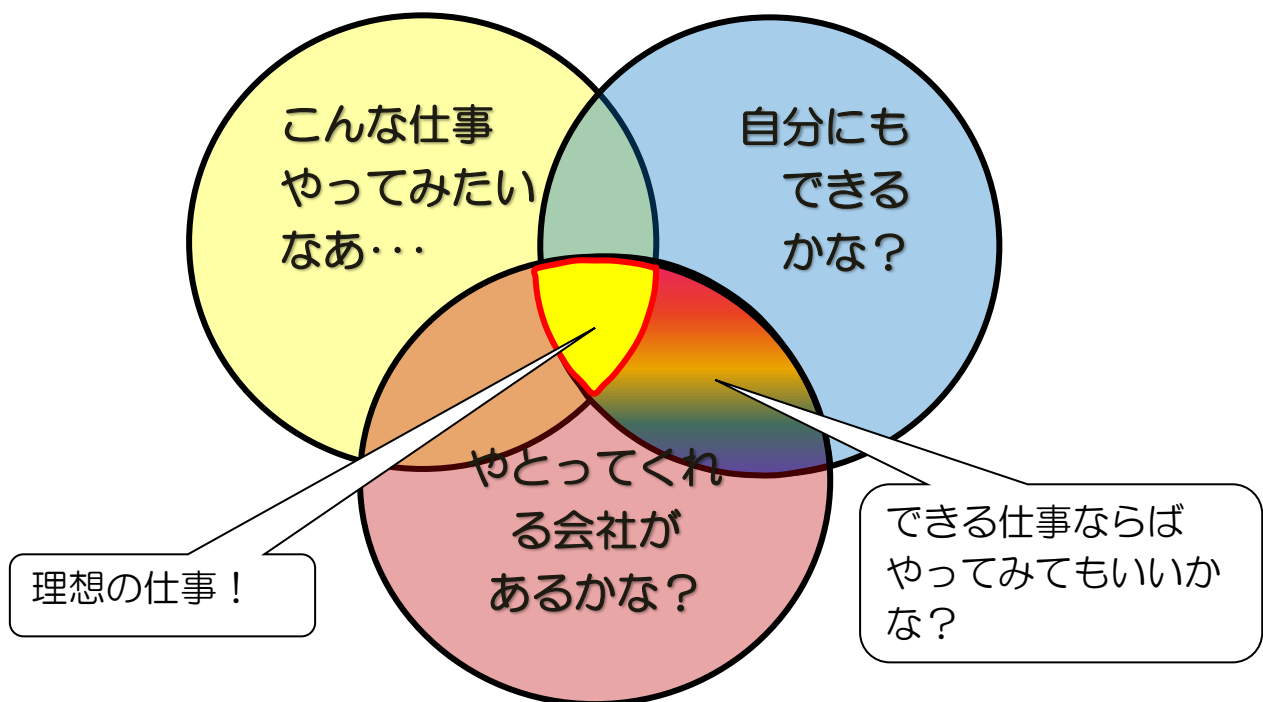 こんな仕事
やってみたい
なあ･･･
自分にも
できる
かな？
やとってくれ
る会社が
あるかな？
理想の仕事！
できる仕事ならば
やってみてもいいか
な？